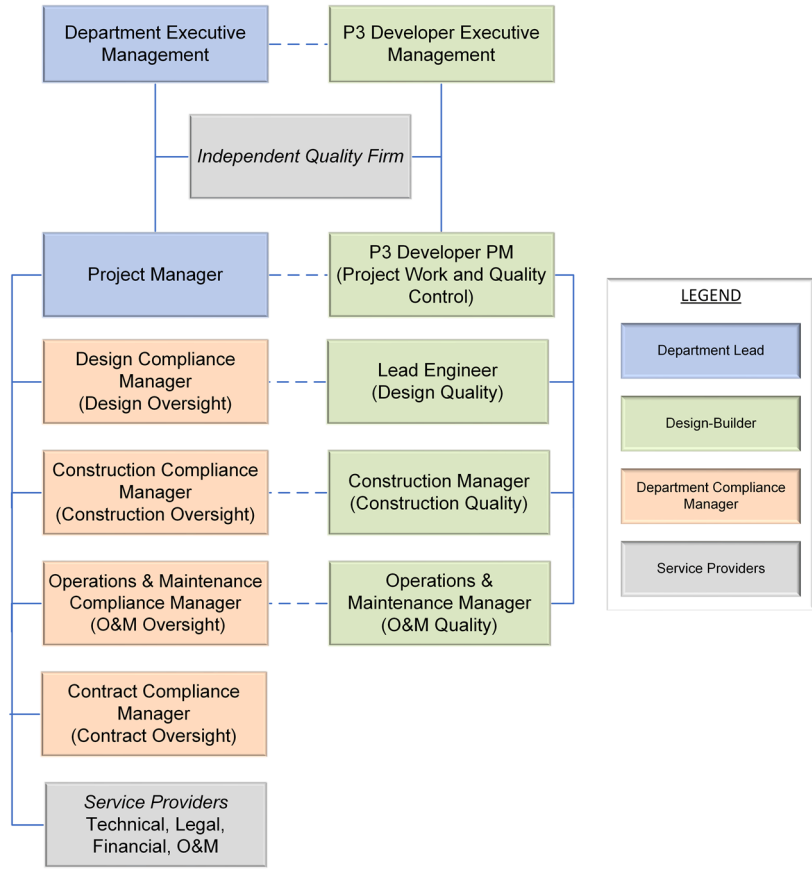 Department Executive
Management
P3 Developer Executive
Management
Independent Quality Firm
Project Manager
P3 Developer PM
(Project Work and Quality
Control)
Design Compliance
Manager
(Design Oversight)
Lead Engineer
(Design Quality)
Construction Compliance
Manager
(Construction Oversight)
Construction Manager
(Construction Quality)
Operations & Maintenance
Compliance Manager
(O&M Oversight)
Operations &
Maintenance Manager
(O&M Quality)
Contract Compliance
Manager
(Contract Oversight)
Service Providers
Technical, Legal,
Financial, O&M
LEGEND
Department Lead
Design-Builder
Department Compliance
Manager
Service Providers